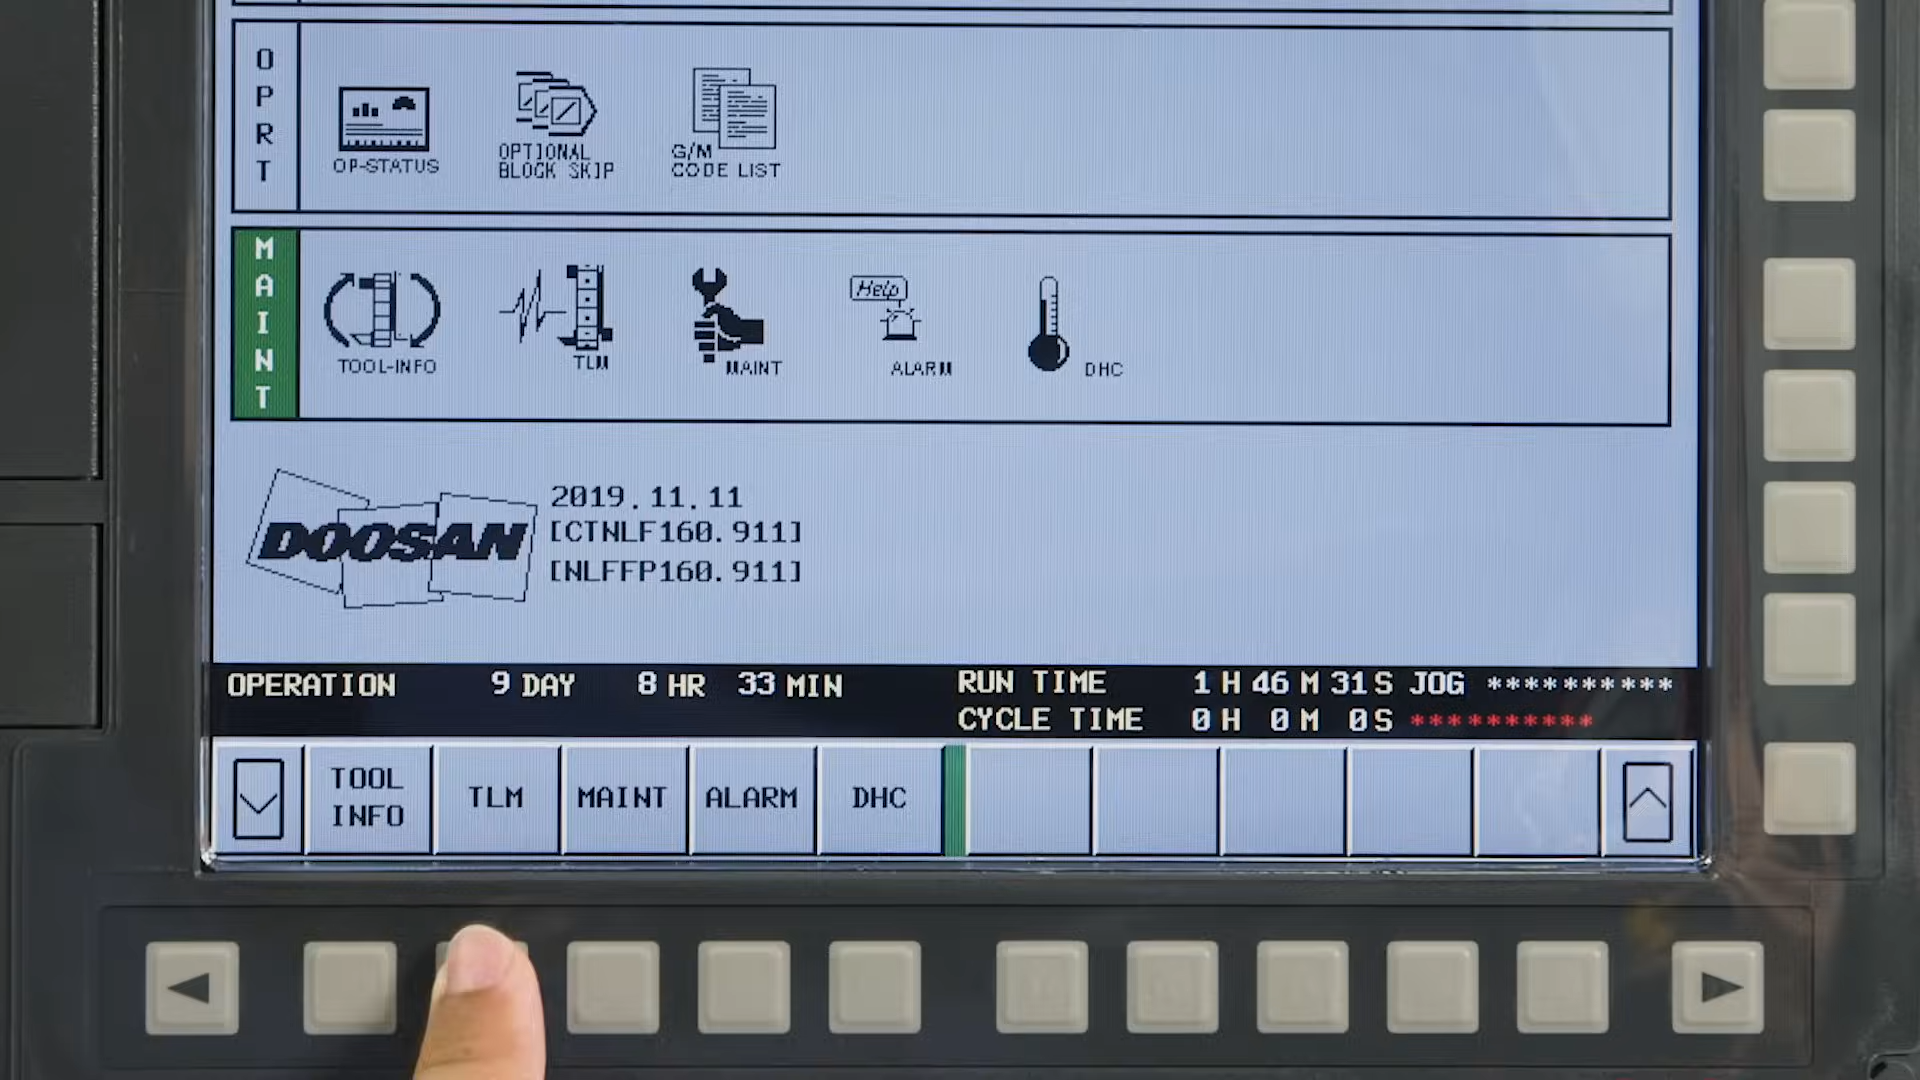 OPRT
OP-STATUS
OPTIONAL
BLOCK SKIP
G/M
CODE LIST
MAINT
TOOL-INFO
TLM
MAINT
Help
ALARM
DHC
DOOSAN
2019.11.11
[CTNLF160.911]
[NLFFP160.911]
OPERATION 9 DAY 8 HR 33 MIN
RUN TIME 1 H 46 M 31 S JOG **********
CYCLE TIME 0 H 0 M 0 S **********
TOOL
INFO
TLM
MAINT
ALARM
DHC